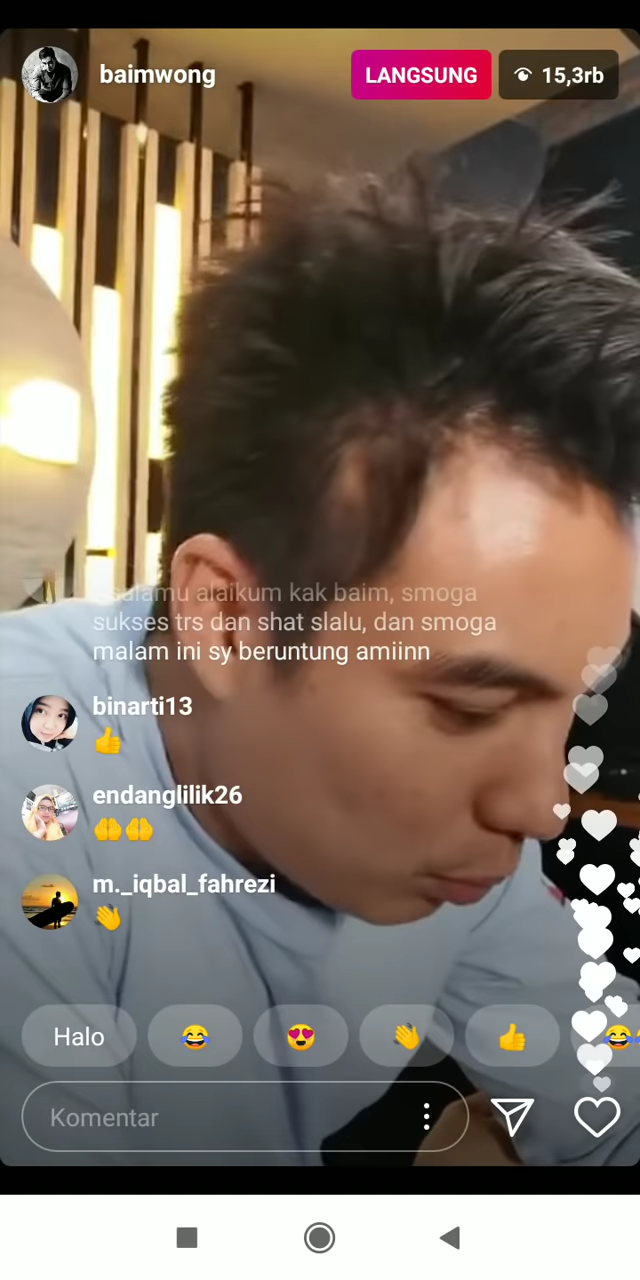 baimwong
LANGSUNG
15,3rb
salamu alaikum kak baim, smoga
sukses trs dan shat slalu, dan smoga
malam ini sy beruntung amiinn
binarti13
👍
endanglilik26
🤲🤲
m._iqbal_fahrezi
👋
Halo 😂 😍 👋 👍 😂
Komentar